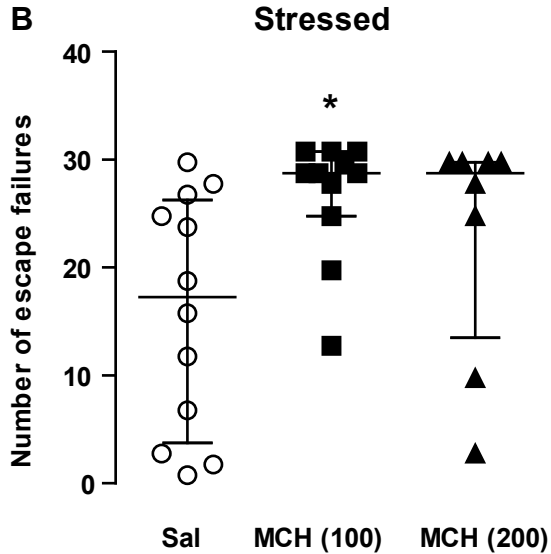 B
Stressed
Number of escape failures
40
30
20
10
0
*
Sal
MCH (100)
MCH (200)